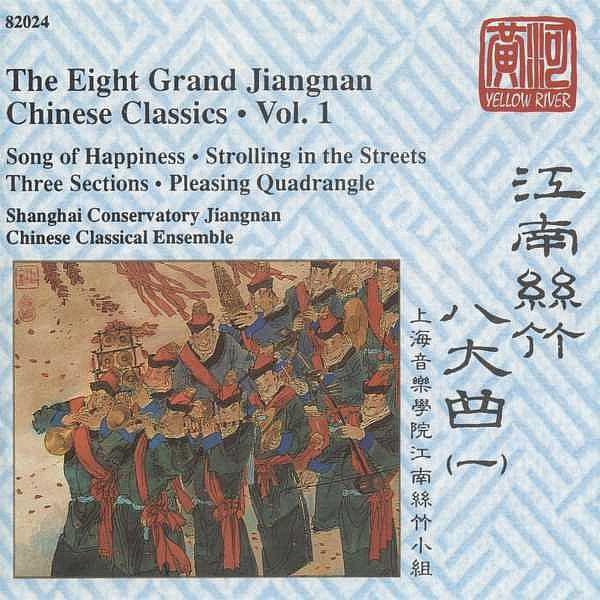 82024
The Eight Grand Jiangnan
Chinese Classics • Vol. 1
Song of Happiness • Strolling in the Streets
Three Sections • Pleasing Quadrangle
Shanghai Conservatory Jiangnan
Chinese Classical Ensemble
黃河
YELLOW RIVER
江南絲竹
八大曲(一)
上海音樂學院江南絲竹小組